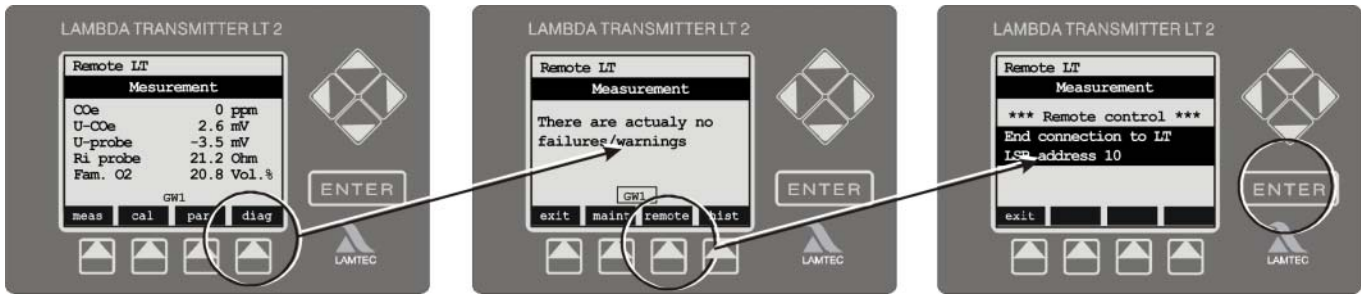 LAMBDA TRANSMITTER LT 2
Remote LT
Mesurement
COe 0 ppm
U-COe 2.6 mV
U-probe -3.5 mV
Ri probe 21.2 Ohm
Fam. O2 20.8 Vol.%
GW1
meas cal par diag
ENTER
LAMTEC
LAMBDA TRANSMITTER LT 2
Remote LT
Measurement
There are actualy no
failures/warnings
GW1
exit maint remote hist
ENTER
LAMTEC
LAMBDA TRANSMITTER LT 2
Remote LT
Measurement
*** Remote control ***
End connection to LT
LSB address 10
exit
ENTER
LAMTEC